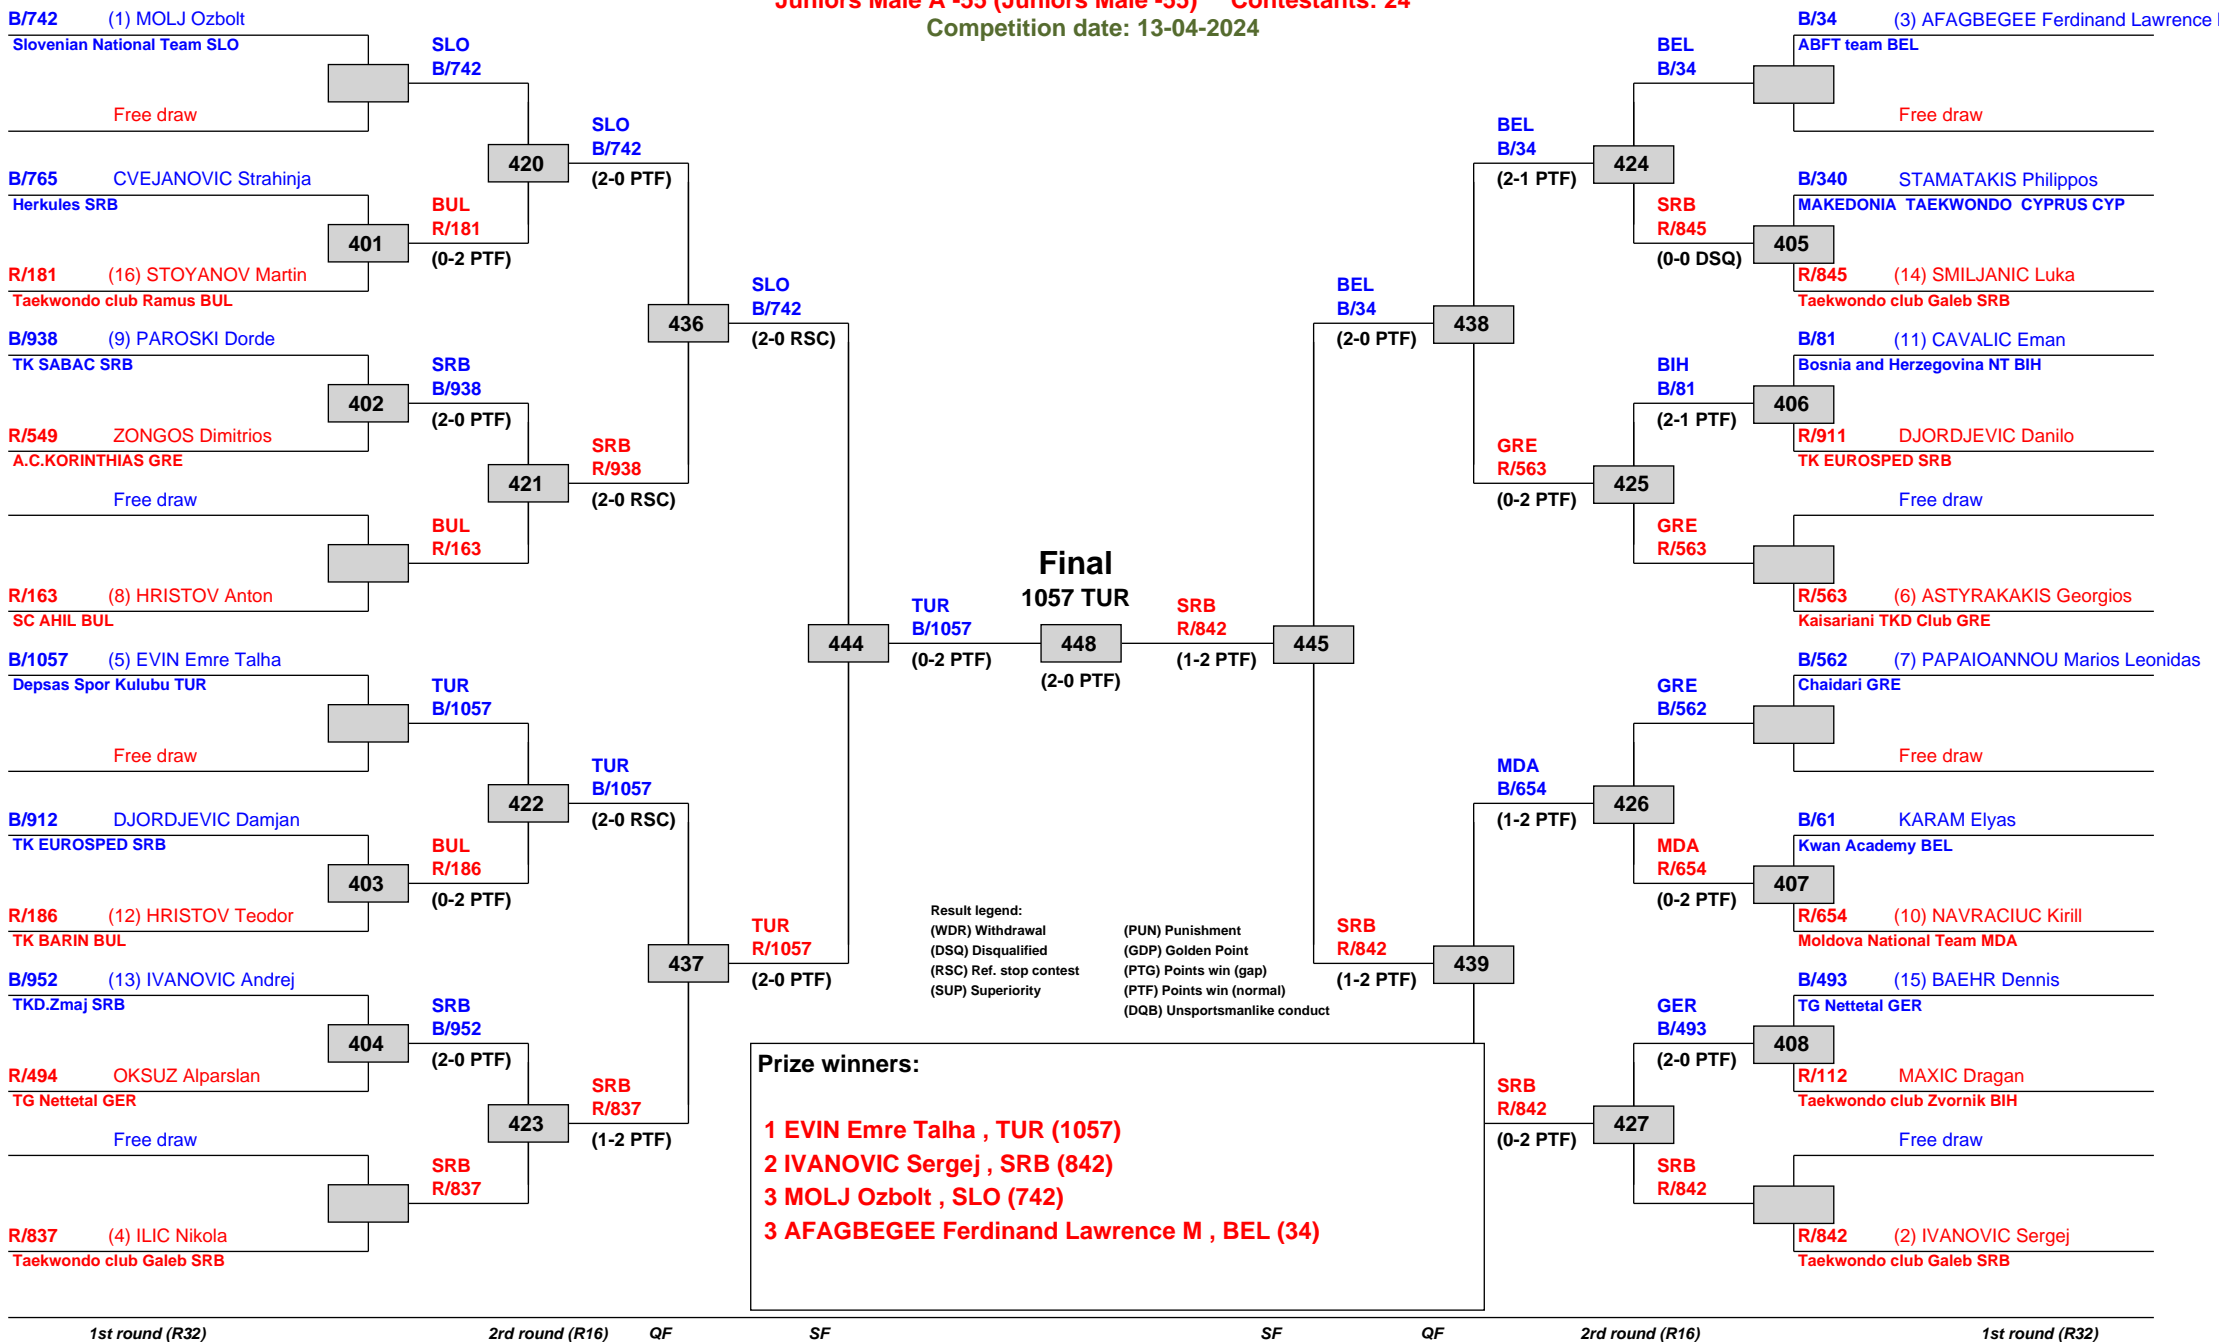 Juniors Male A -55 (Juniors Male -55) Contestants: 24
Competition date: 13-04-2024
B/742 (1) MOLJ Ozbolt
Slovenian National Team SLO
Free draw
B/765 CVEJANOVIC Strahinja
Herkules SRB
401
R/181 (16) STOYANOV Martin
Taekwondo club Ramus BUL
B/938 (9) PAROSKI Dorde
TK SABAC SRB
402
R/549 ZONGOS Dimitrios
A.C.KORINTHIAS GRE
Free draw
R/163 (8) HRISTOV Anton
SC AHIL BUL
B/1057 (5) EVIN Emre Talha
Depsas Spor Kulubu TUR
Free draw
B/912 DJORDJEVIC Damjan
TK EUROSPED SRB
403
R/186 (12) HRISTOV Teodor
TK BARIN BUL
B/952 (13) IVANOVIC Andrej
TKD.Zmaj SRB
404
R/494 OKSUZ Alparslan
TG Nettetal GER
Free draw
R/837 (4) ILIC Nikola
Taekwondo club Galeb SRB
SLO
B/742
420
BUL
R/181
(0-2 PTF)
SRB
B/938
(2-0 PTF)
421
BUL
R/163
TUR
B/1057
422
BUL
R/186
(0-2 PTF)
SRB
B/952
(2-0 PTF)
423
SRB
R/837
SLO
B/742
(2-0 PTF)
436
SRB
R/938
(2-0 RSC)
TUR
B/1057
(2-0 RSC)
437
SRB
R/837
(1-2 PTF)
SLO
B/742
(2-0 RSC)
444
TUR
R/1057
(2-0 PTF)
TUR
B/1057
(0-2 PTF)
Final
1057 TUR
448
(2-0 PTF)
SRB
R/842
(1-2 PTF)
445
BEL
B/34
(2-0 PTF)
438
SRB
R/842
(1-2 PTF)
439
BEL
B/34
(2-1 PTF)
424
GRE
R/563
(0-2 PTF)
425
MDA
B/654
(1-2 PTF)
426
SRB
R/842
(0-2 PTF)
427
BEL
B/34
SRB
R/845
(0-0 DSQ)
BIH
B/81
(2-1 PTF)
GRE
R/563
GRE
B/562
MDA
R/654
(0-2 PTF)
GER
B/493
(2-0 PTF)
SRB
R/842
B/34 (3) AFAGBEGEE Ferdinand Lawrence
ABFT team BEL
Free draw
B/340 STAMATAKIS Philippos
MAKEDONIA TAEKWONDO CYPRUS CYP
405
R/845 (14) SMILJANIC Luka
Taekwondo club Galeb SRB
B/81 (11) CAVALIC Eman
Bosnia and Herzegovina NT BIH
406
R/911 DJORDJEVIC Danilo
TK EUROSPED SRB
Free draw
R/563 (6) ASTYRAKAKIS Georgios
Kaisariani TKD Club GRE
B/562 (7) PAPAIOANNOU Marios Leonidas
Chaidari GRE
Free draw
B/61 KARAM Elyas
Kwan Academy BEL
407
R/654 (10) NAVRACIUC Kirill
Moldova National Team MDA
B/493 (15) BAEHR Dennis
TG Nettetal GER
408
R/112 MAXIC Dragan
Taekwondo club Zvornik BIH
Free draw
R/842 (2) IVANOVIC Sergej
Taekwondo club Galeb SRB
Result legend:
(WDR) Withdrawal (PUN) Punishment
(DSQ) Disqualified (GDP) Golden Point
(RSC) Ref. stop contest (PTG) Points win (gap)
(SUP) Superiority (PTF) Points win (normal)
(DQB) Unsportsmanlike conduct
Prize winners:
1 EVIN Emre Talha , TUR (1057)
2 IVANOVIC Sergej , SRB (842)
3 MOLJ Ozbolt , SLO (742)
3 AFAGBEGEE Ferdinand Lawrence M , BEL (34)
1st round (R32) 2rd round (R16) QF SF SF QF 2rd round (R16) 1st round (R32)